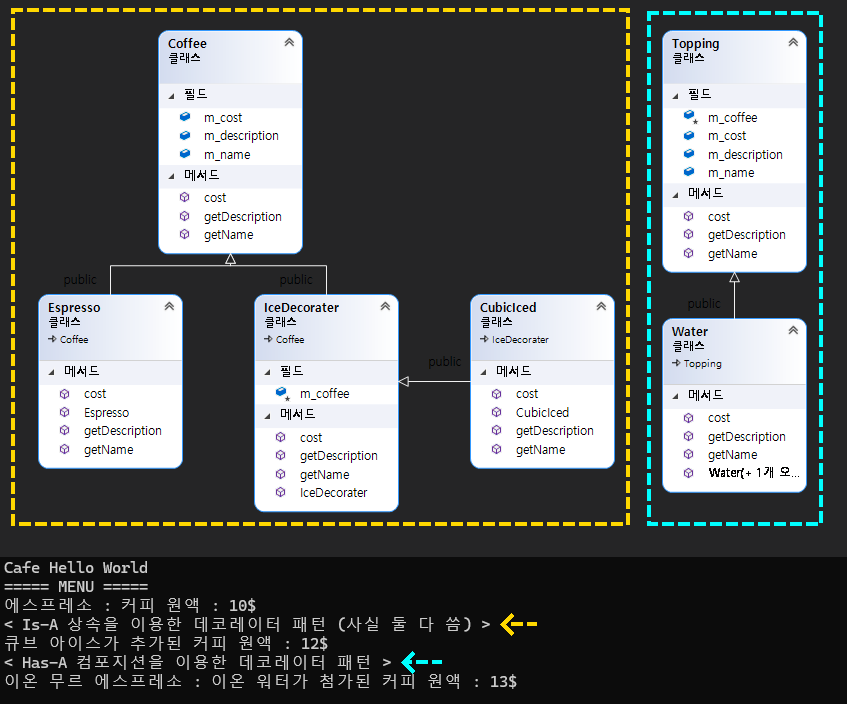 Coffee
클래스
필드
m_cost
m_description
m_name
메서드
cost
getDescription
getName
public
public
Espresso
클래스
Coffee
메서드
cost
Espresso
getDescription
getName
IceDecorater
클래스
Coffee
필드
m_coffee
메서드
cost
getDescription
getName
IceDecorater
public
CubicIced
클래스
IceDecorater
메서드
cost
CubicIced
getDescription
getName
Topping
클래스
필드
m_coffee
m_cost
m_description
m_name
메서드
cost
getDescription
getName
public
Water
클래스
Topping
메서드
cost
getDescription
getName
Water(+ 1개 오...
Cafe Hello World
===== MENU =====
에스프레소 : 커피 원액 : 10$
< Is-A 상속을 이용한 데코레이터 패턴 (사실 둘 다 씀) >
큐브 아이스가 추가된 커피 원액 : 12$
< Has-A 컴포지션을 이용한 데코레이터 패턴 >
이온 무르 에스프레소 : 이온 워터가 첨가된 커피 원액 : 13$